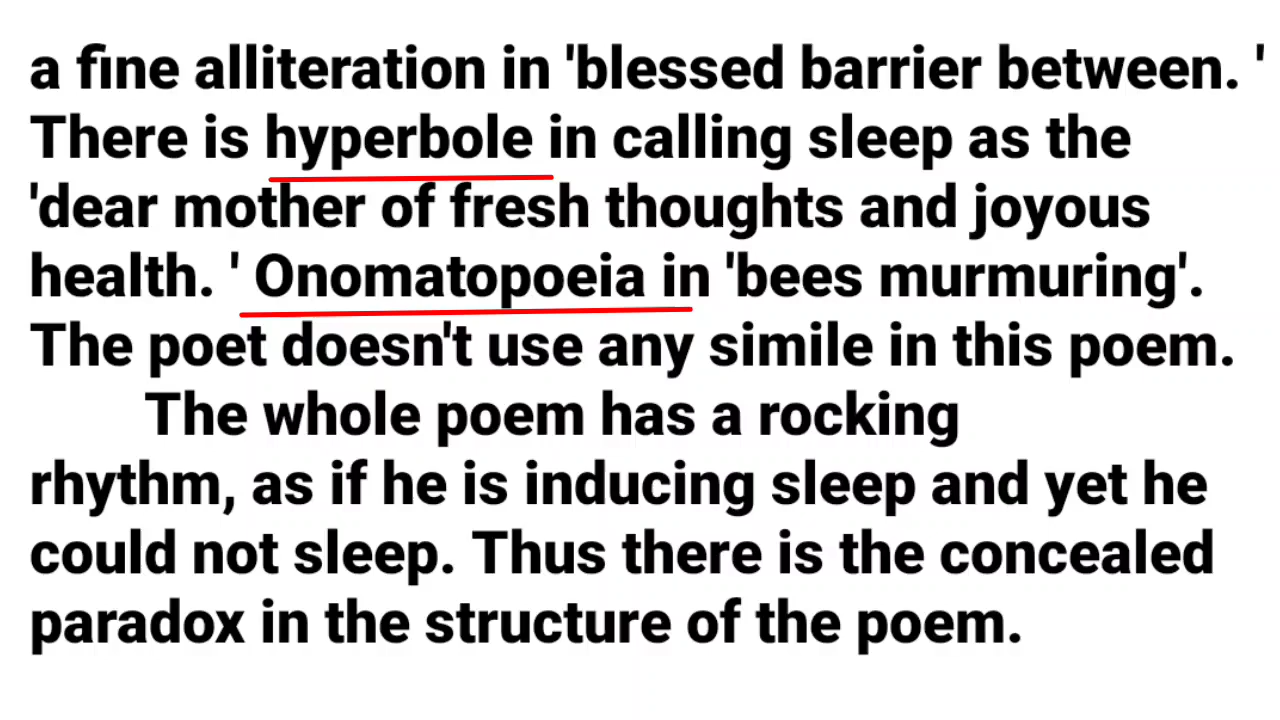 a fine alliteration in 'blessed barrier between. '
There is hyperbole in calling sleep as the
'dear mother of fresh thoughts and joyous
health. ' Onomatopoeia in 'bees murmuring'.
The poet doesn't use any simile in this poem.
The whole poem has a rocking
rhythm, as if he is inducing sleep and yet he
could not sleep. Thus there is the concealed
paradox in the structure of the poem.